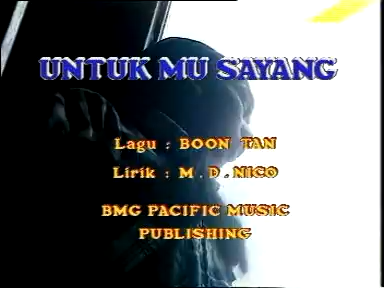 UNTUK MU SAYANG
Lagu : BOON TAN
Lirik : M . D . NICO
BMG PACIFIC MUSIC
PUBLISHING